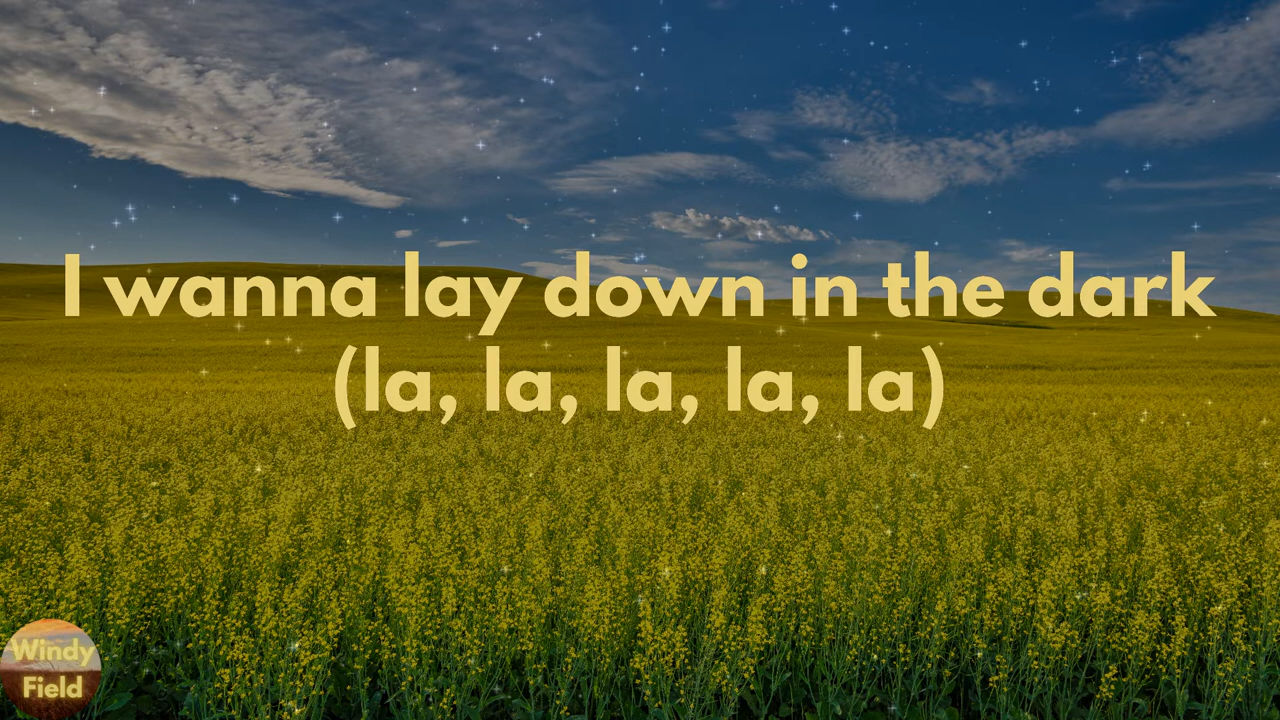 I wanna lay down in the dark
(la, la, la, la, la)
Windy
Field